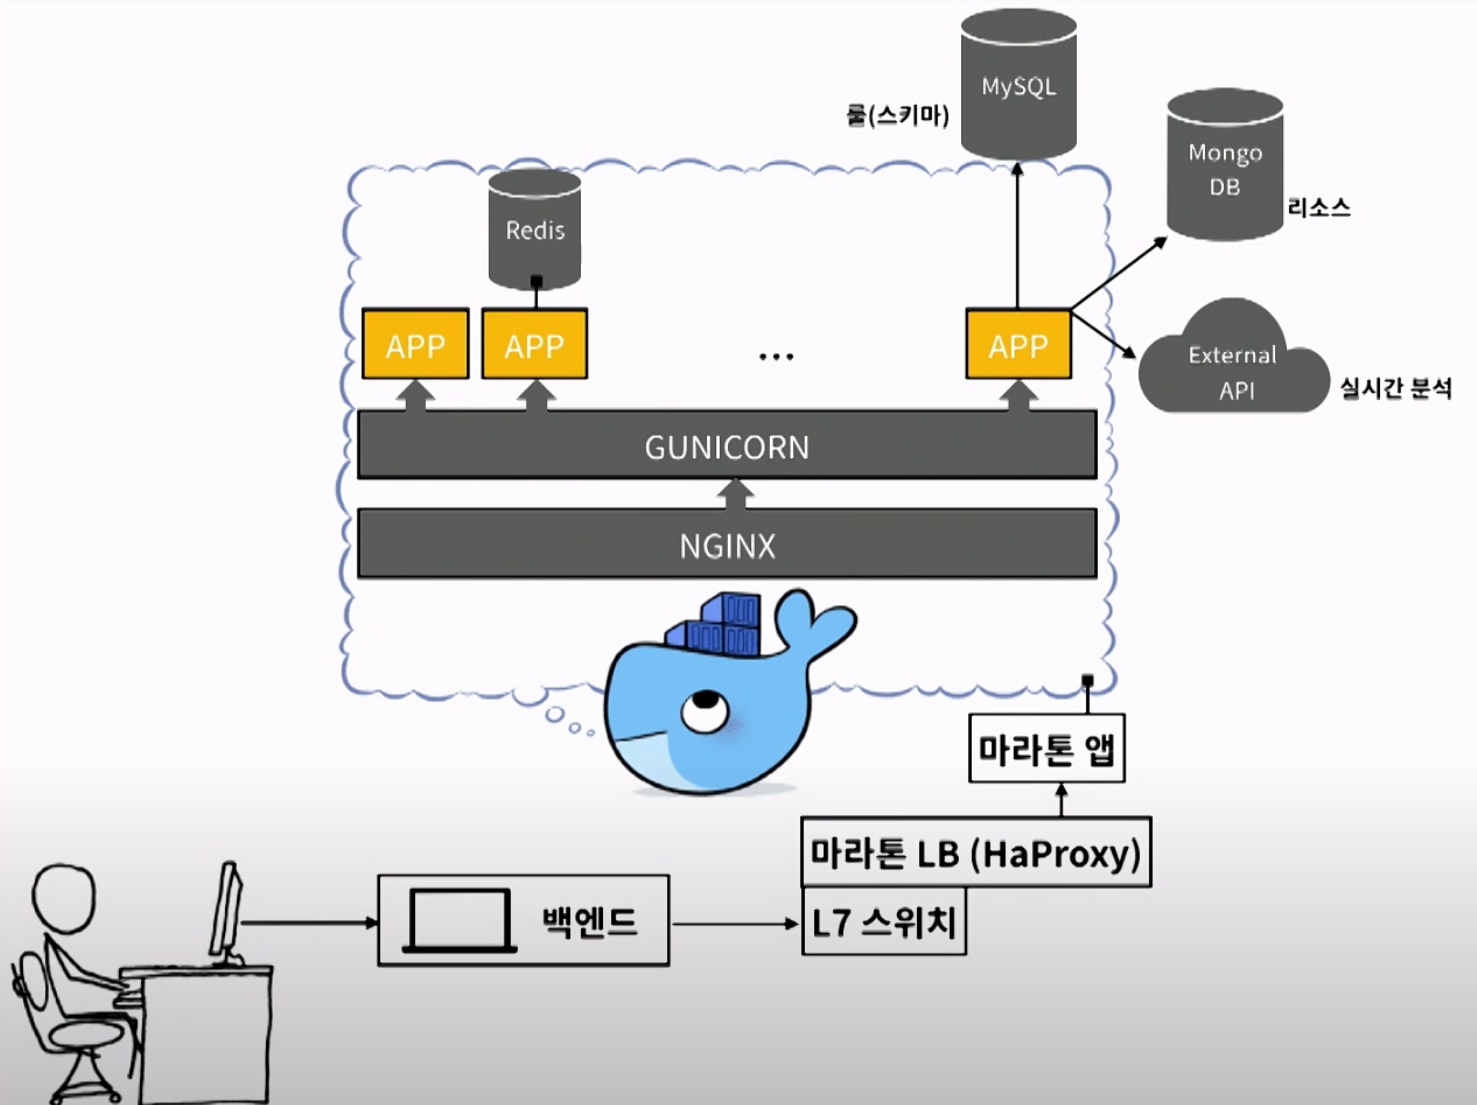 MySQL
룰(스키마)
Mongo
DB
리소스
Redis
APP
APP
...
APP
External
API
실시간 분석
GUNICORN
NGINX
마라톤 앱
마라톤 LB (HaProxy)
백엔드
L7 스위치